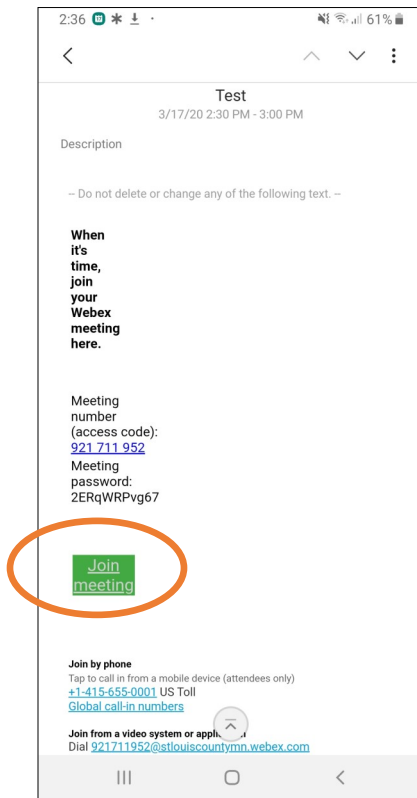 2:36 61%
Test
3/17/20 2:30 PM - 3:00 PM
Description
-- Do not delete or change any of the following text. --
When
it's
time,
join
your
Webex
meeting
here.
Meeting
number
(access code):
921 711 952
Meeting
password:
2ERqWRPvg67
Join
meeting
Join by phone
Tap to call in from a mobile device (attendees only)
+1-415-655-0001 US Toll
Global call-in numbers
Join from a video system or
Dial 921711952@stlouiscountymn.webex.com